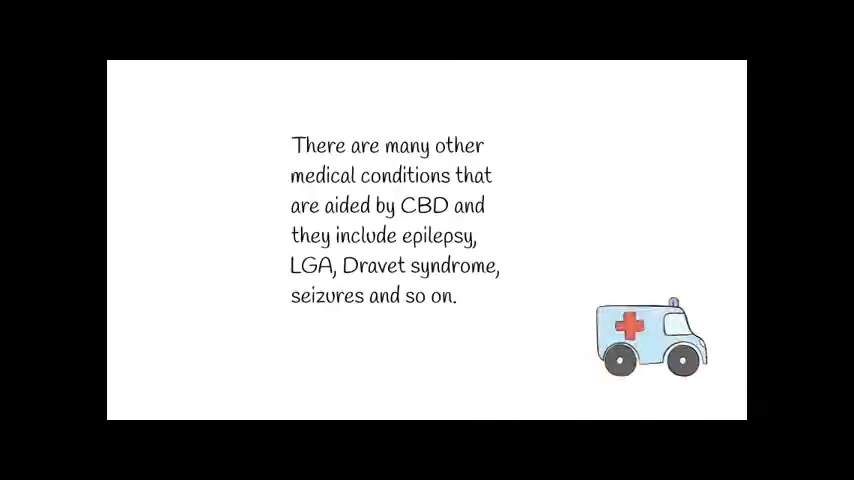 There are many other
medical conditions that
are aided by CBD and
they include epilepsy,
LGA, Dravet syndrome,
seizures and so on.